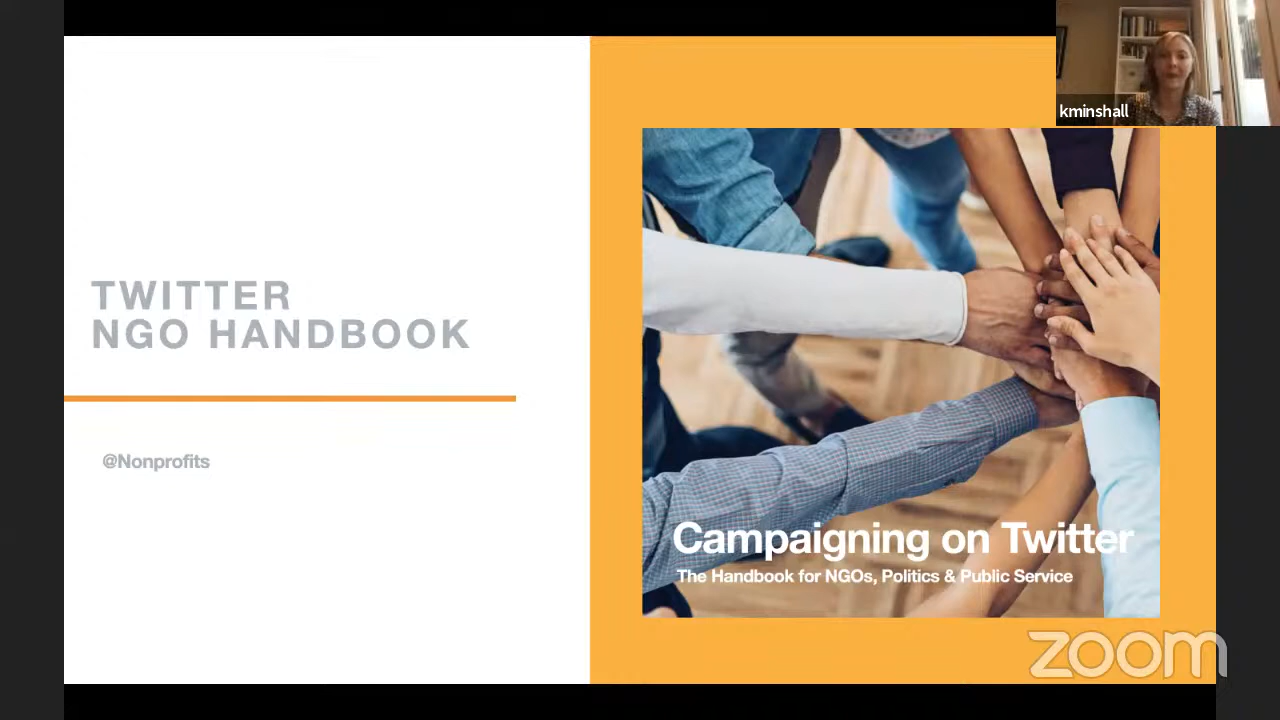 kminshall
TWITTER
NGO HANDBOOK
@Nonprofits
Campaigning on Twitter
The Handbook for NGOs, Politics & Public Service
zoom